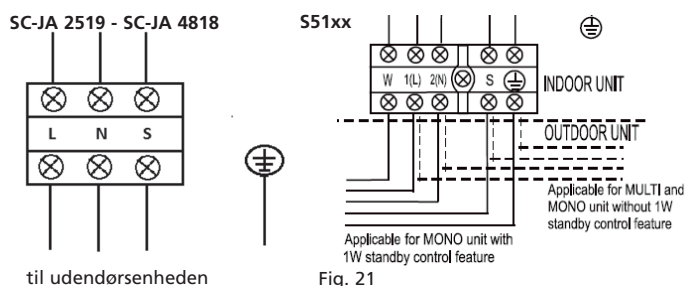 SC-JA 2519 - SC-JA 4818
L N S
til udendørsenheden
S51xx
W 1(L) 2(N) S
INDOOR UNIT
OUTDOOR UNIT
Applicable for MULTI and
MONO unit without 1W
standby control feature
Applicable for MONO unit with
1W standby control feature
Fig. 21